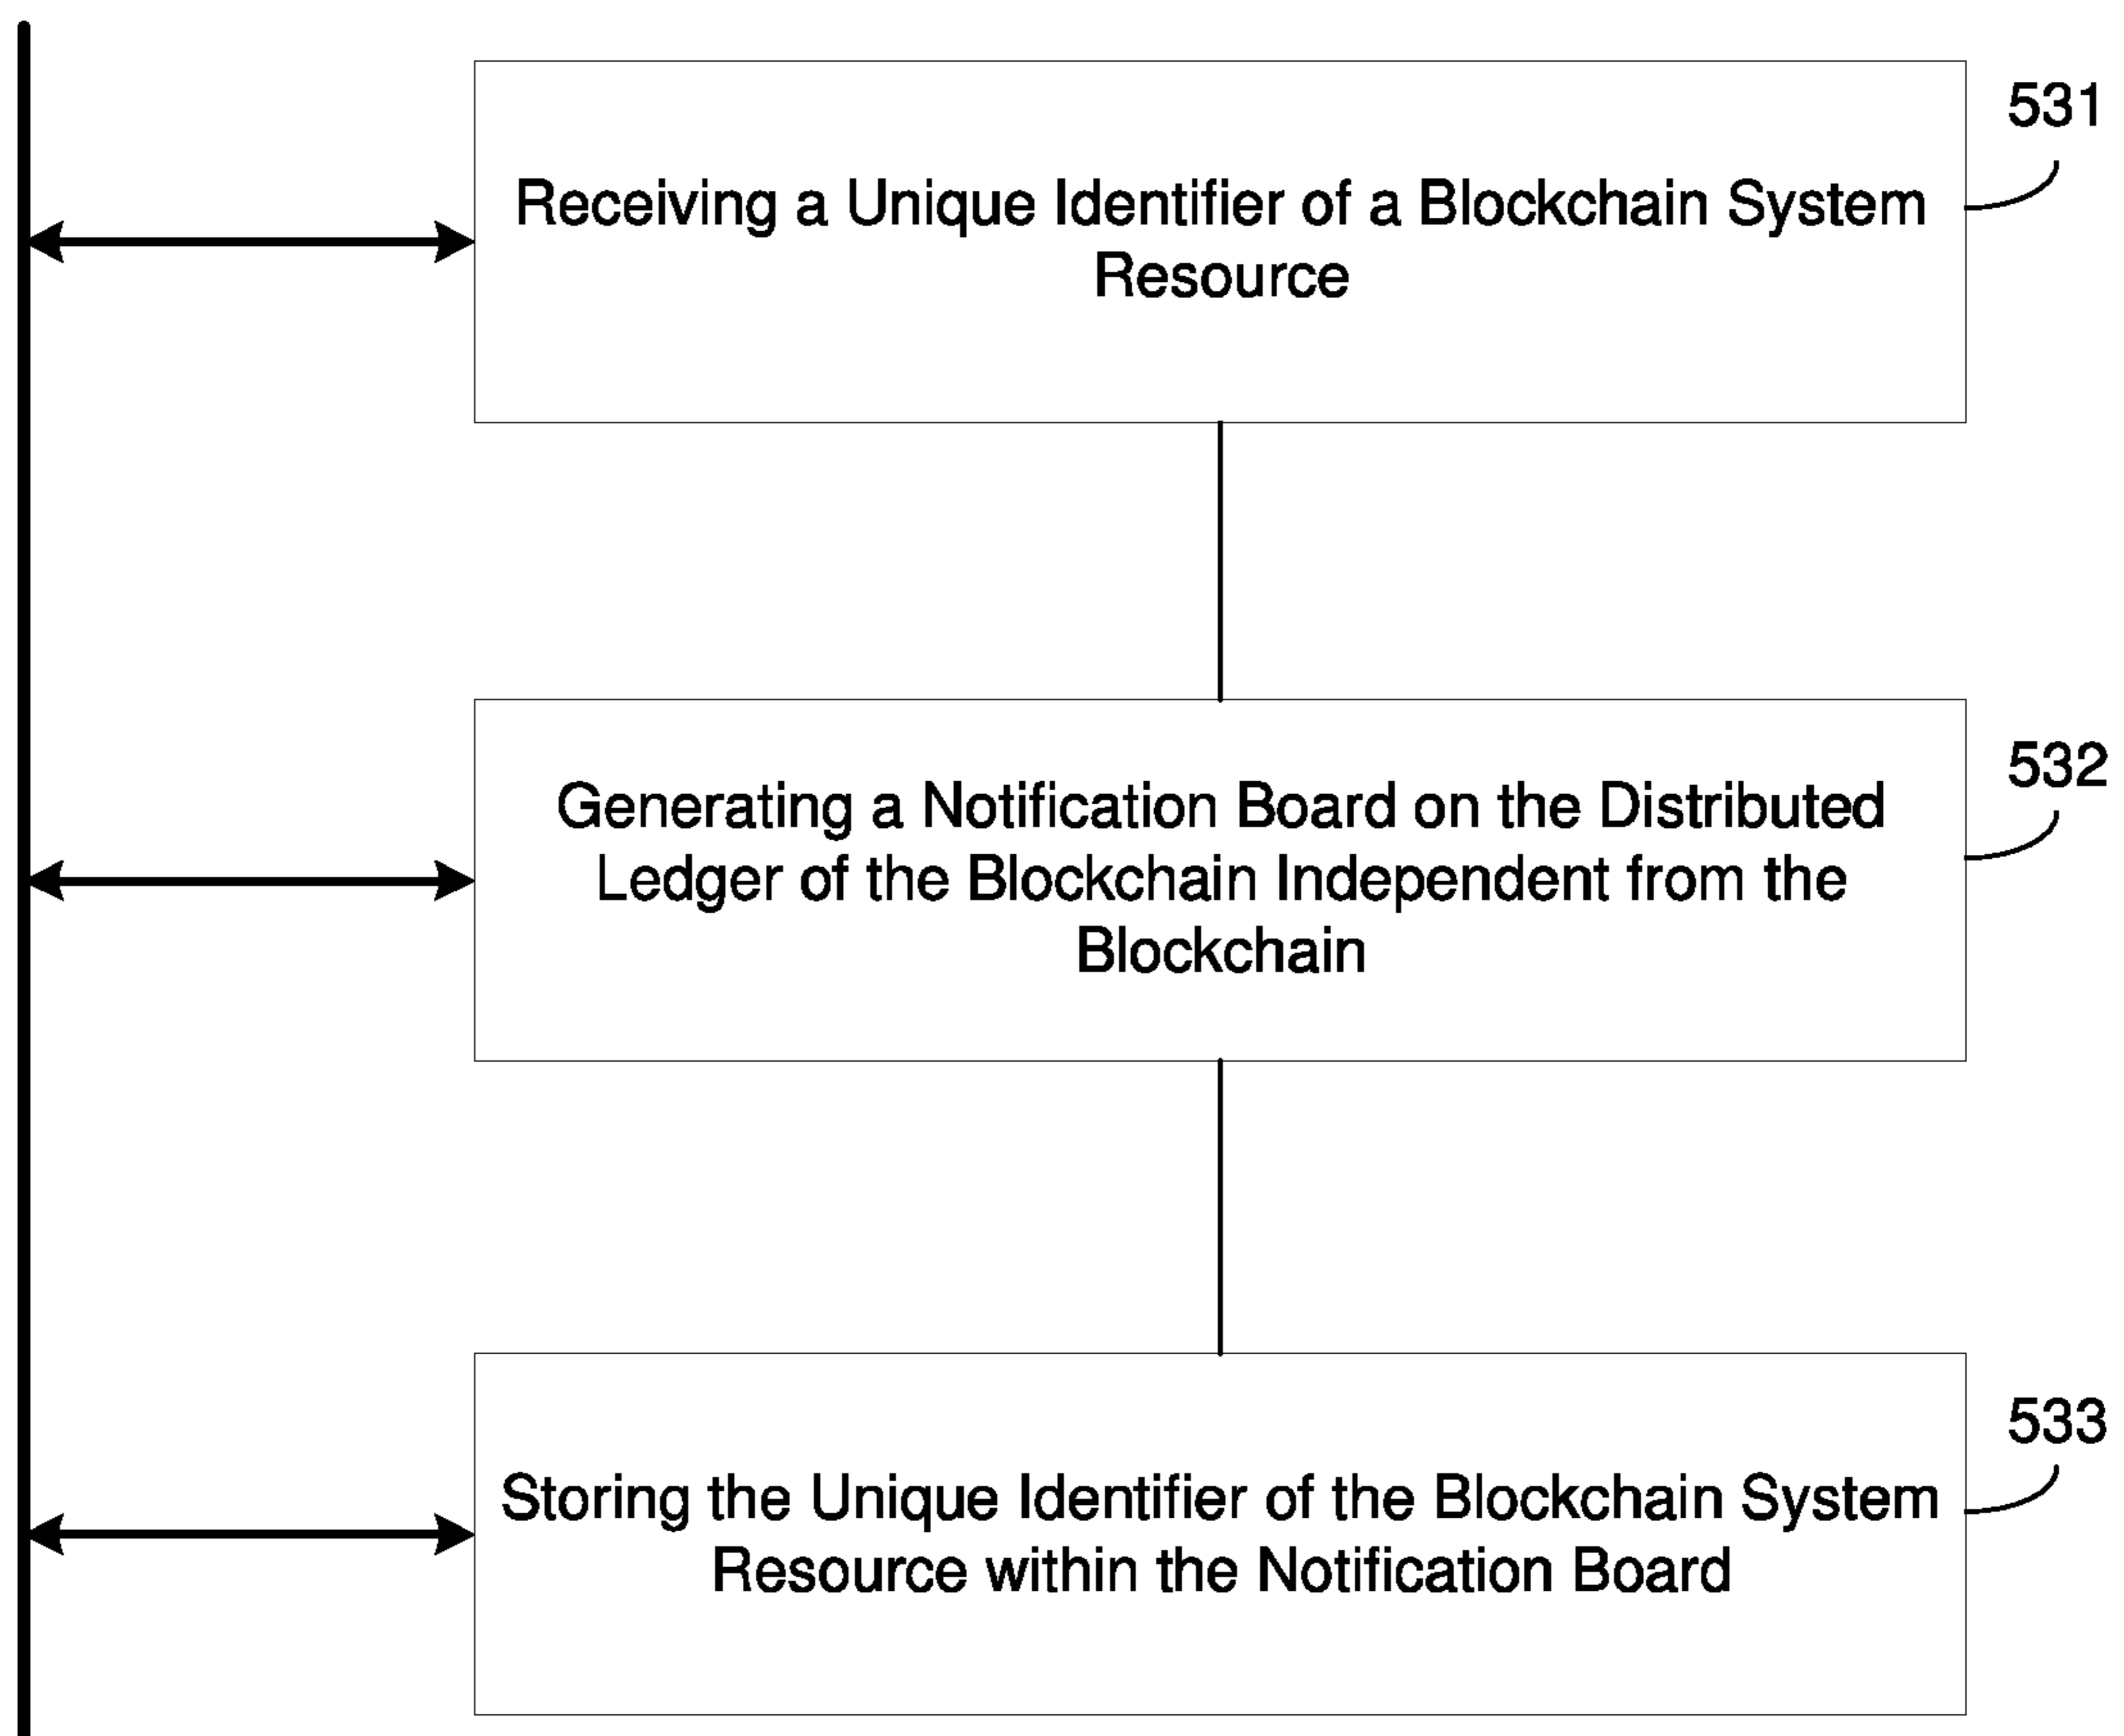 531
Receiving a Unique Identifier of a Blockchain System
Resource
532
Generating a Notification Board on the Distributed
Ledger of the Blockchain Independent from the
Blockchain
533
Storing the Unique Identifier of the Blockchain System
Resource within the Notification Board